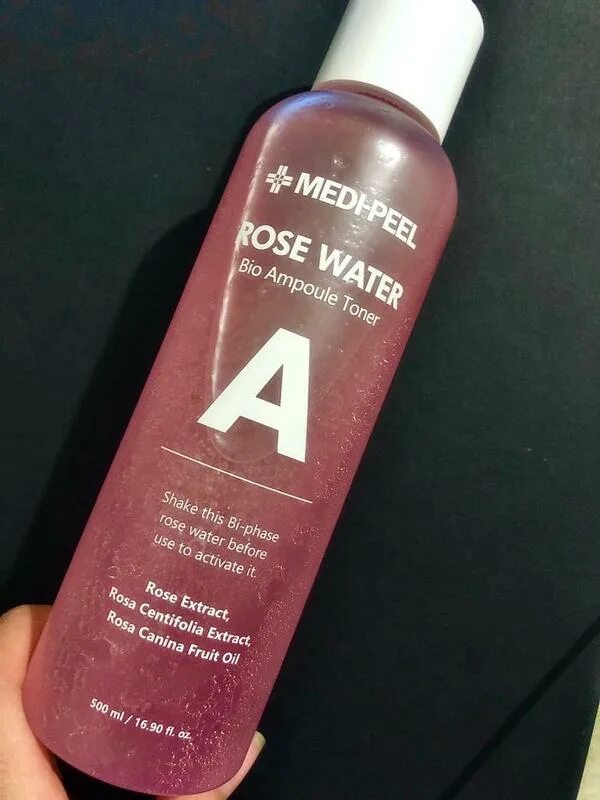 MEDI-PEEL
ROSE WATER
Bio Ampoule Toner
A
Shake this Bi-phase
rose water before
use to activate it.
Rose Extract,
Rosa Centifolia Extract,
Rosa Canina Fruit Oil
500 ml / 16.90 fl. oz.